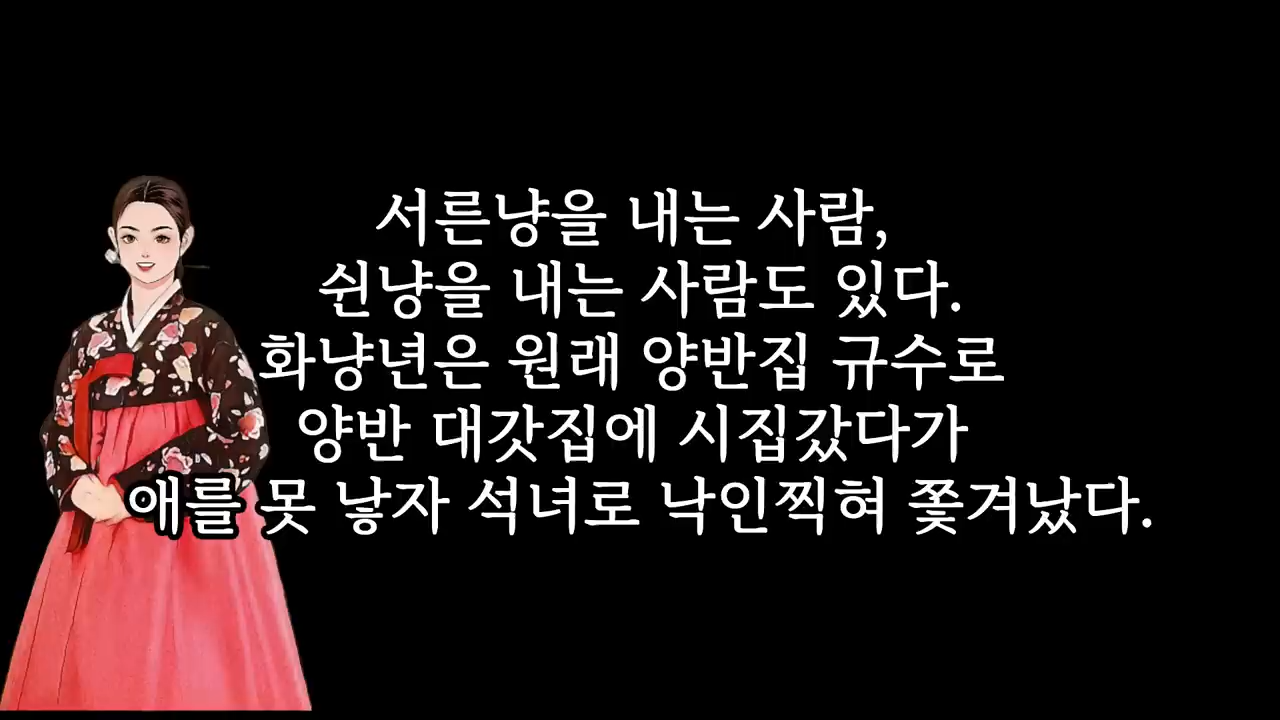 서른냥을 내는 사람,
쉰냥을 내는 사람도 있다.
화냥년은 원래 양반집 규수로
양반 대갓집에 시집갔다가
애를 못 낳자 석녀로 낙인찍혀 쫓겨났다.